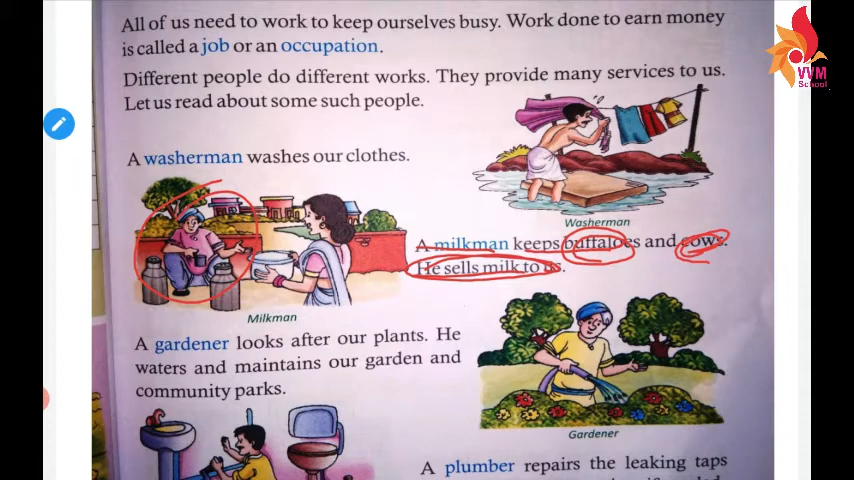 All of us need to work to keep ourselves busy. Work done to earn money
is called a job or an occupation.
Different people do different works. They provide many services to us.
Let us read about some such people.
VVM
School
A washerman washes our clothes.
Washerman
A milkman keeps buffaloes and cows.
He sells milk to us.
Milkman
A gardener looks after our plants. He
waters and maintains our garden and
community parks.
Gardener
A plumber repairs the leaking taps